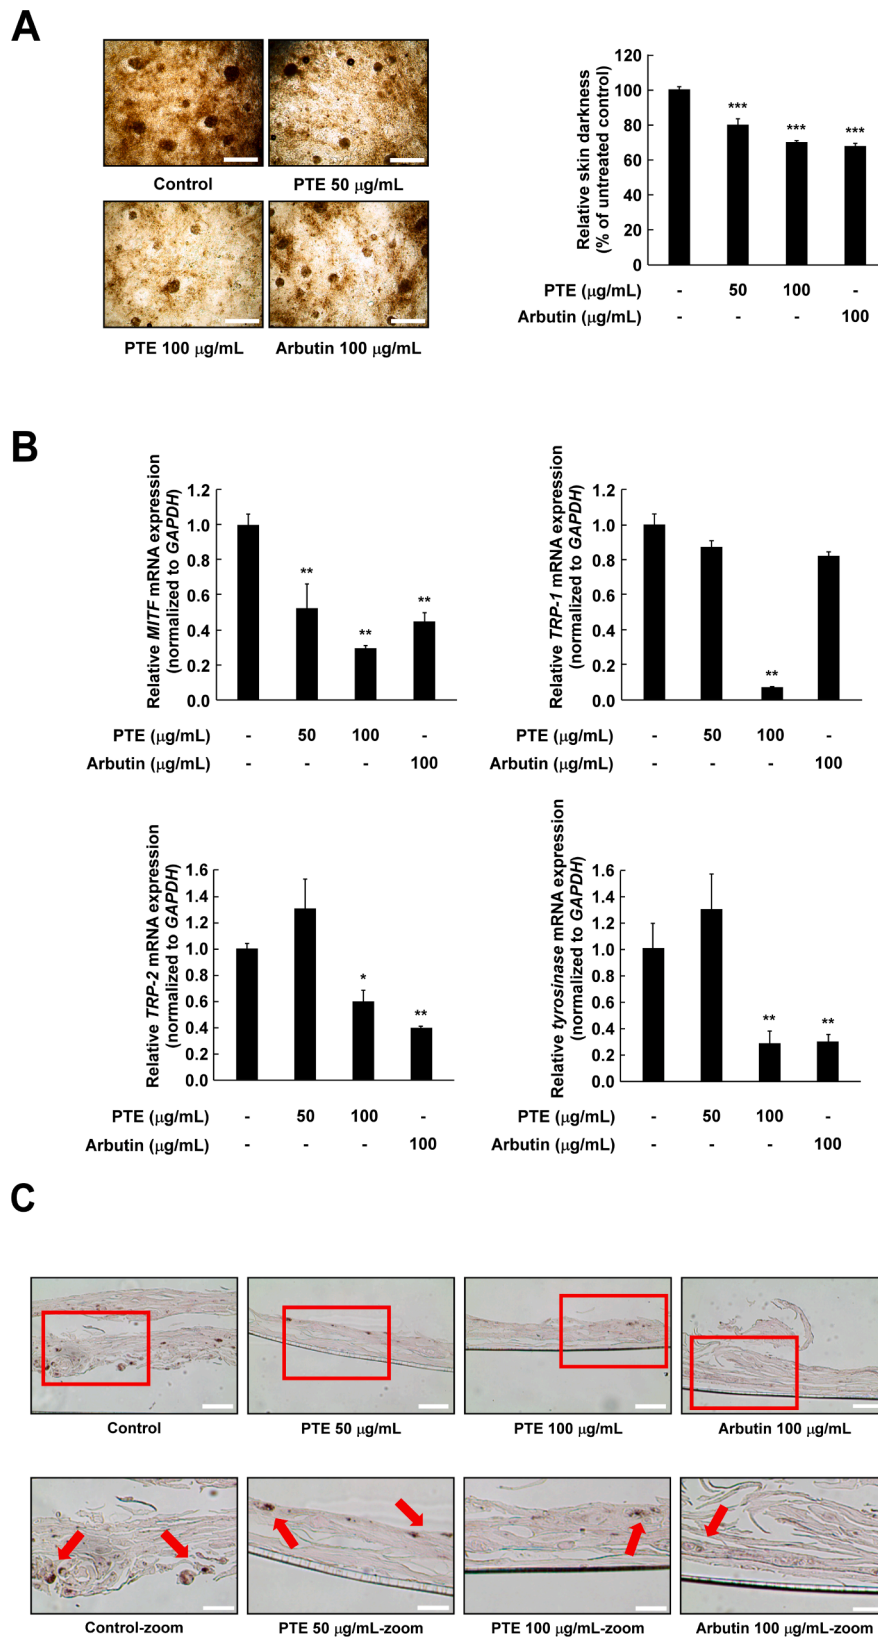 A
Control
PTE 50 μg/mL
PTE 100 μg/mL
Arbutin 100 μg/mL
Relative skin darkness
(% of untreated control)
120
100
80
60
40
20
0
***
***
***
PTE (μg/mL) - 50 100 -
Arbutin (μg/mL) - - - 100
B
Relative MITF mRNA expression
(normalized to GAPDH)
1.2
1.0
0.8
0.6
0.4
0.2
0.0
**
**
**
PTE (μg/mL) - 50 100 -
Arbutin (μg/mL) - - - 100
Relative TRP-1 mRNA expression
(normalized to GAPDH)
1.2
1.0
0.8
0.6
0.4
0.2
0.0
**
PTE (μg/mL) - 50 100 -
Arbutin (μg/mL) - - - 100
Relative TRP-2 mRNA expression
(normalized to GAPDH)
1.6
1.4
1.2
1.0
0.8
0.6
0.4
0.2
0.0
*
**
PTE (μg/mL) - 50 100 -
Arbutin (μg/mL) - - - 100
Relative tyrosinase mRNA expression
(normalized to GAPDH)
1.6
1.4
1.2
1.0
0.8
0.6
0.4
0.2
0.0
**
**
PTE (μg/mL) - 50 100 -
Arbutin (μg/mL) - - - 100
C
Control
PTE 50 μg/mL
PTE 100 μg/mL
Arbutin 100 μg/mL
Control-zoom
PTE 50 μg/mL-zoom
PTE 100 μg/mL-zoom
Arbutin 100 μg/mL-zoom